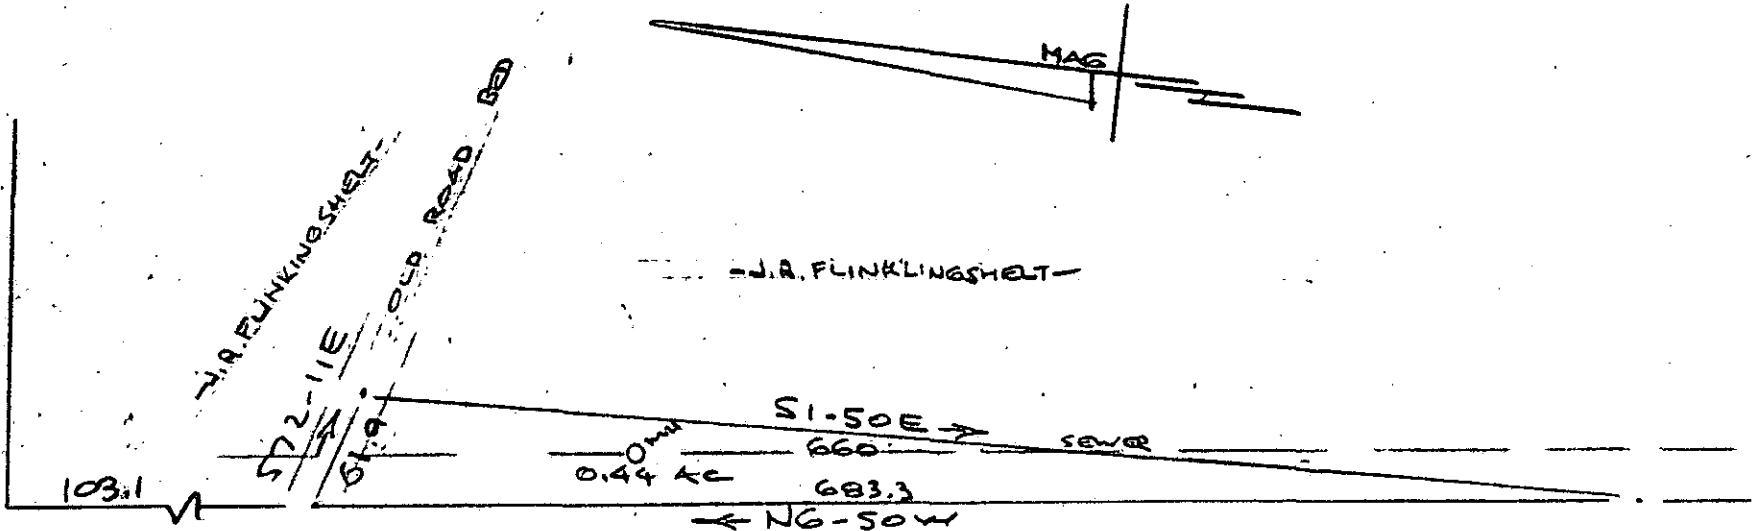 MAG
OLD ROAD BED
-J.R. FLINKINGSHELT-
-J.R. FLINKLINGSHELT-
S72-11E
61.9
S1-50E →
660
SEWER
0.44 AC
103.1
683.3
← N6-50W